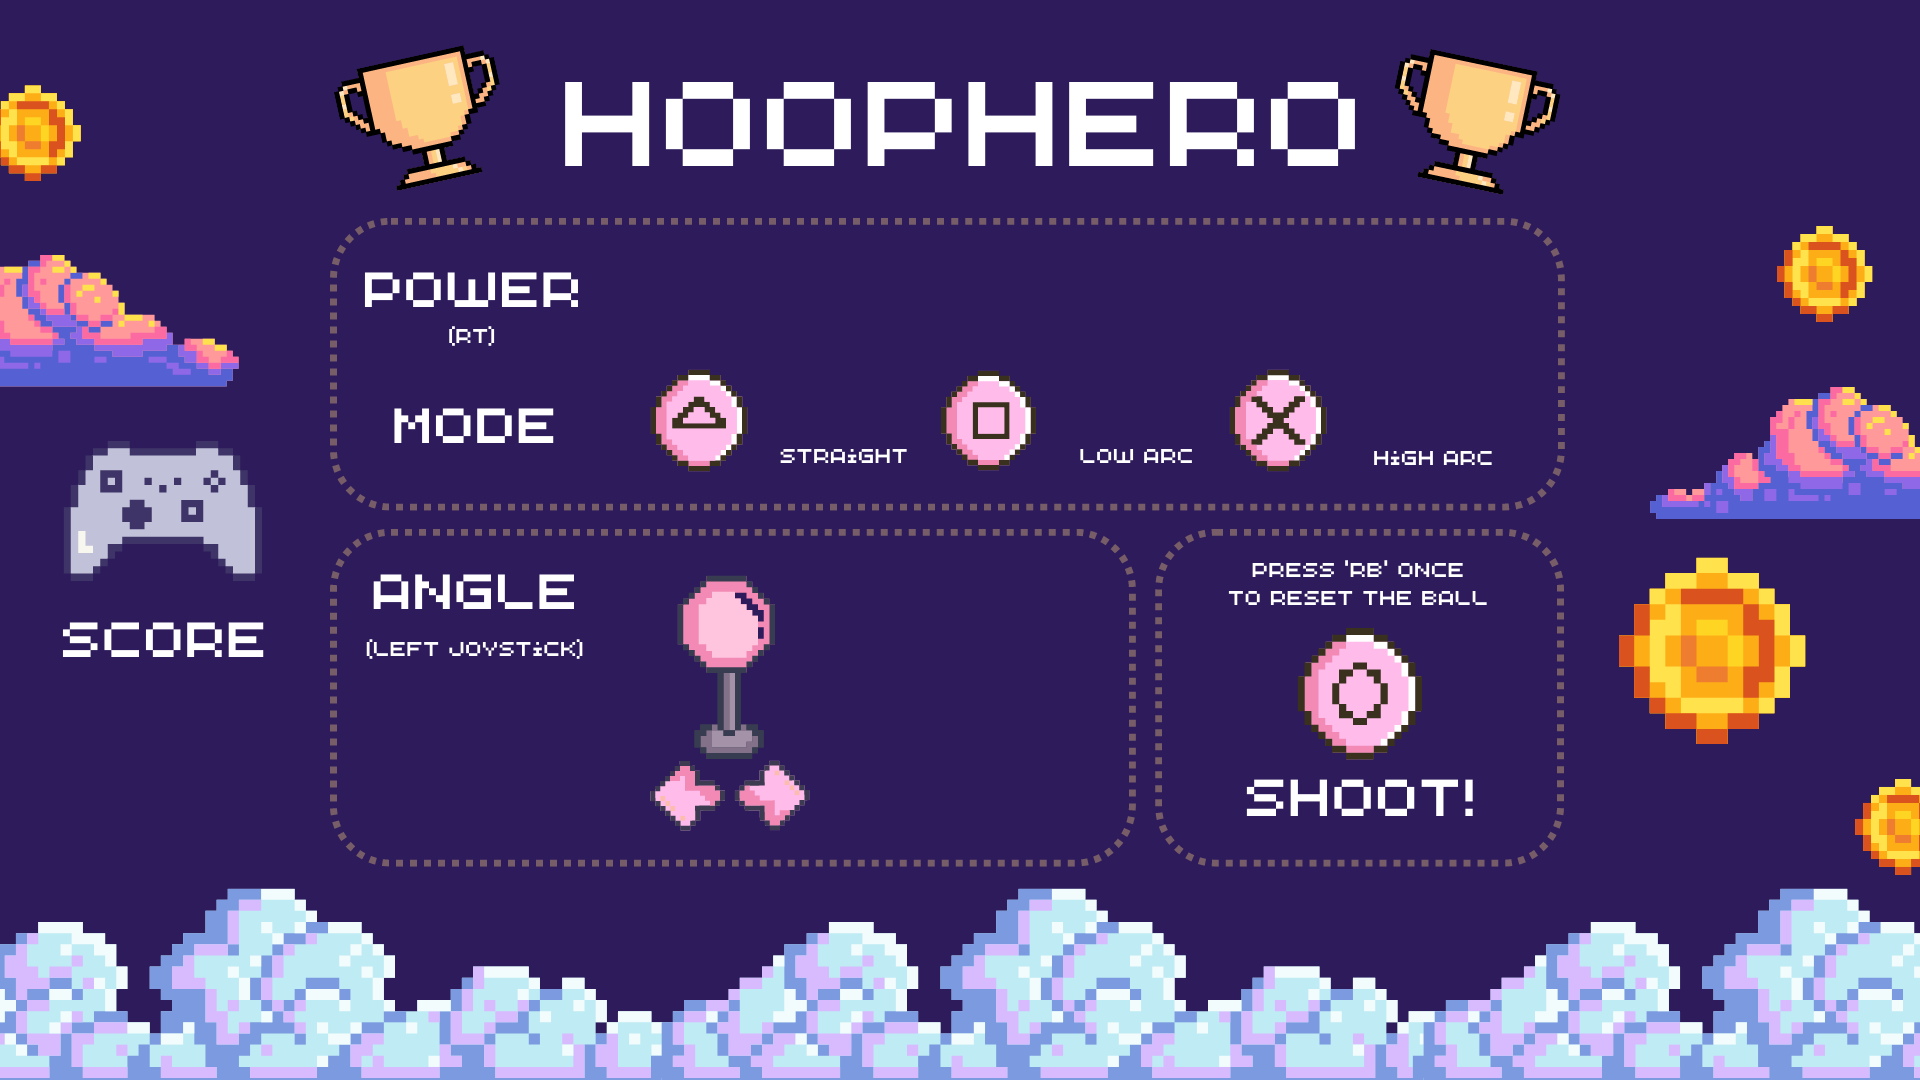 HOOPHERO
POWER
(RT)
MODE
STRAiGHT
LOW ARC
HiGH ARC
ANGLE
(LEFT JOYSTiCK)
PRESS 'RB' ONCE
TO RESET THE BALL
SHOOT!
SCORE